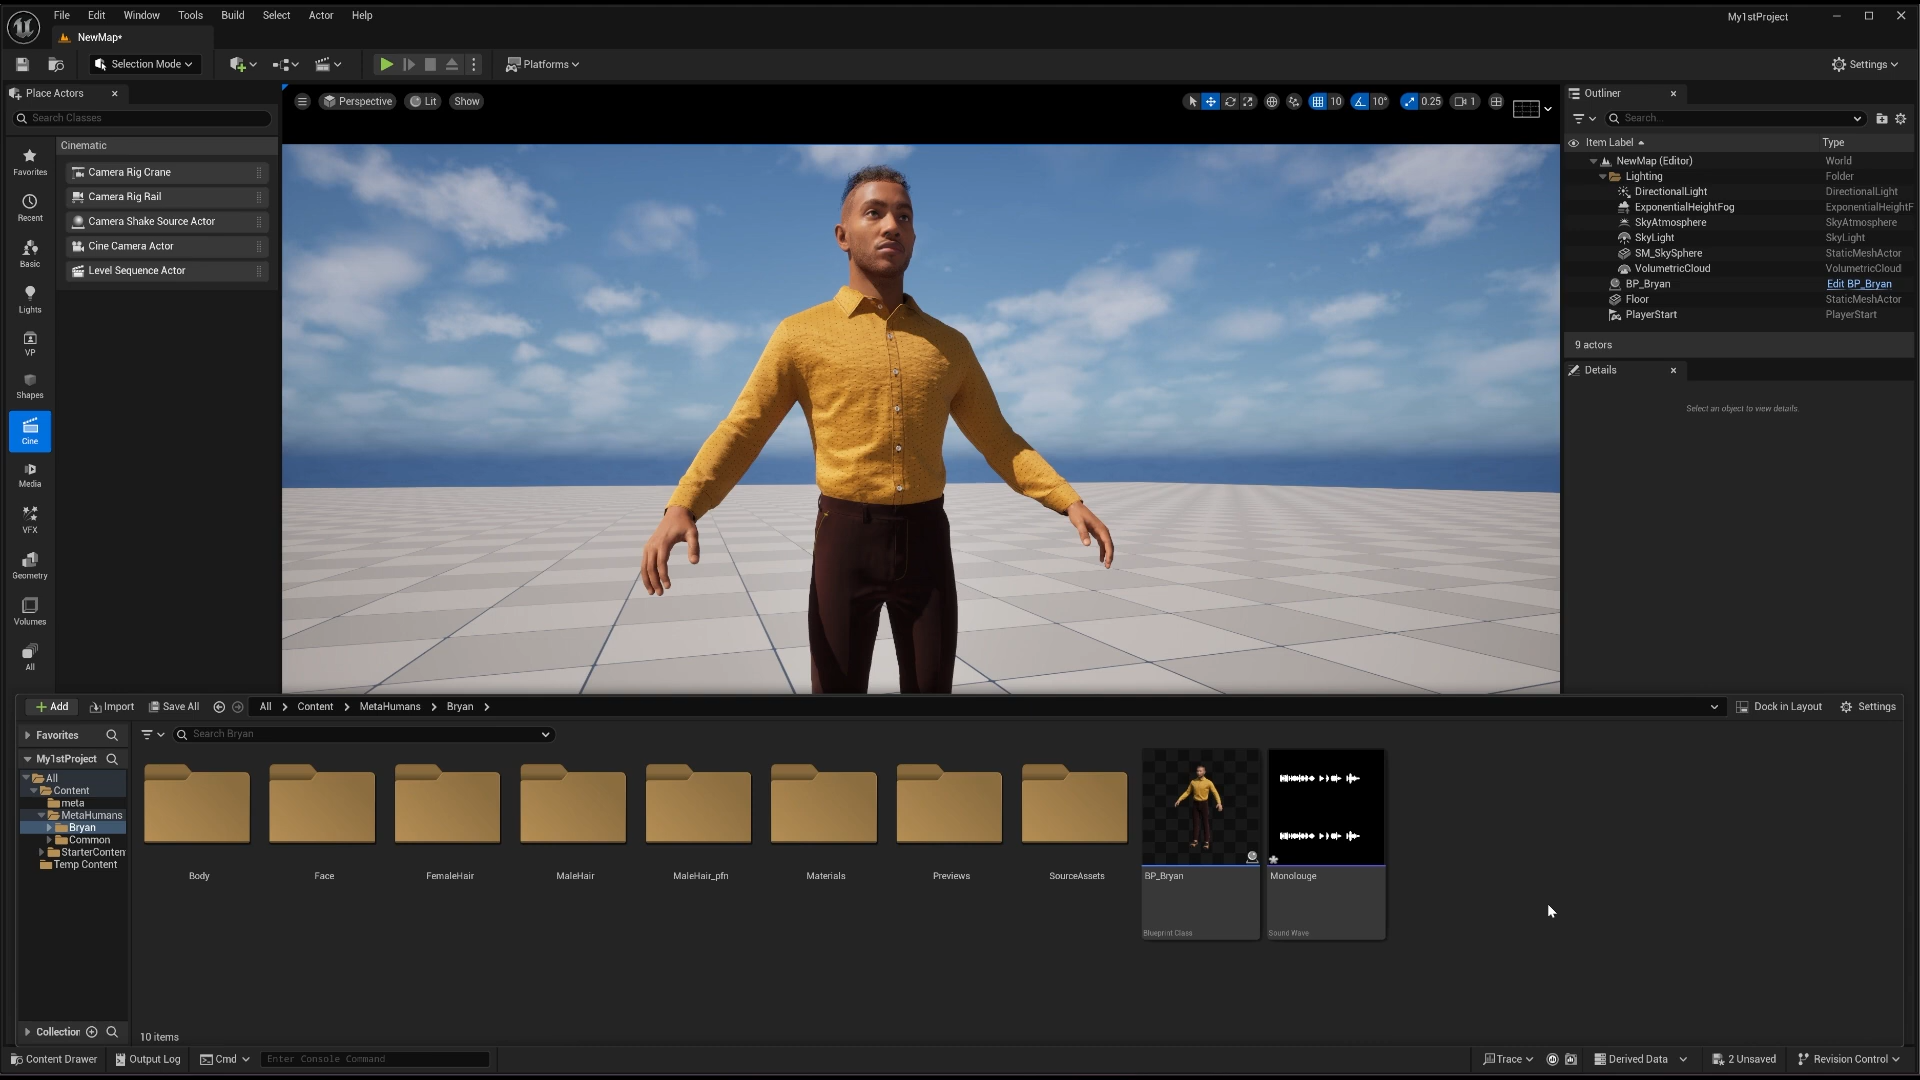 File Edit Window Tools Build Select Actor Help
My1stProject
NewMap*
Selection Mode
Platforms
Settings
Place Actors
Search Classes
Favorites
Recent
Basic
Lights
VP
Shapes
Cine
Media
VFX
Geometry
Volumes
All
Cinematic
Camera Rig Crane
Camera Rig Rail
Camera Shake Source Actor
Cine Camera Actor
Level Sequence Actor
Perspective Lit Show
10 10° 0.25 1
Outliner
Search...
Item Label Type
NewMap (Editor) World
Lighting Folder
DirectionalLight DirectionalLight
ExponentialHeightFog ExponentialHeightF
SkyAtmosphere SkyAtmosphere
SkyLight SkyLight
SM_SkySphere StaticMeshActor
VolumetricCloud VolumetricCloud
BP_Bryan Edit BP_Bryan
Floor StaticMeshActor
PlayerStart PlayerStart
9 actors
Details
Select an object to view details.
Add Import Save All All Content MetaHumans Bryan Dock in Layout Settings
Favorites
My1stProject
All
Content
meta
MetaHumans
Bryan
Common
StarterConten
Temp Content
Collection
Search Bryan
Body
Face
FemaleHair
MaleHair
MaleHair_pfn
Materials
Previews
SourceAssets
BP_Bryan
Blueprint Class
Monolouge
Sound Wave
10 items
Content Drawer Output Log Cmd Enter Console Command Trace Derived Data 2 Unsaved Revision Control